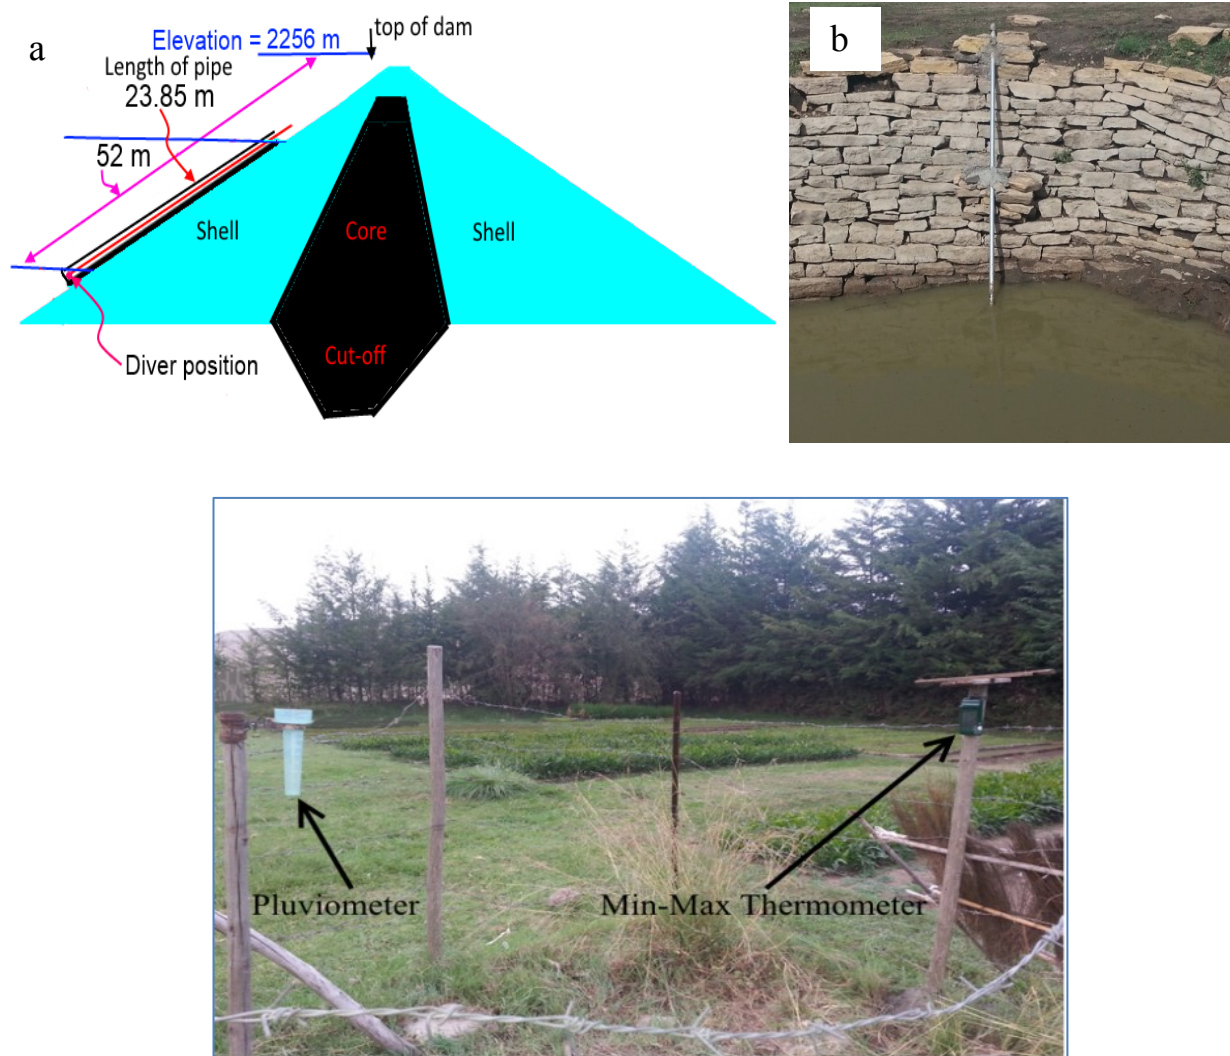 a
Elevation = 2256 m
top of dam
Length of pipe
23.85 m
52 m
Shell
Core
Shell
Cut-off
Diver position
b
Pluviometer
Min-Max Thermometer